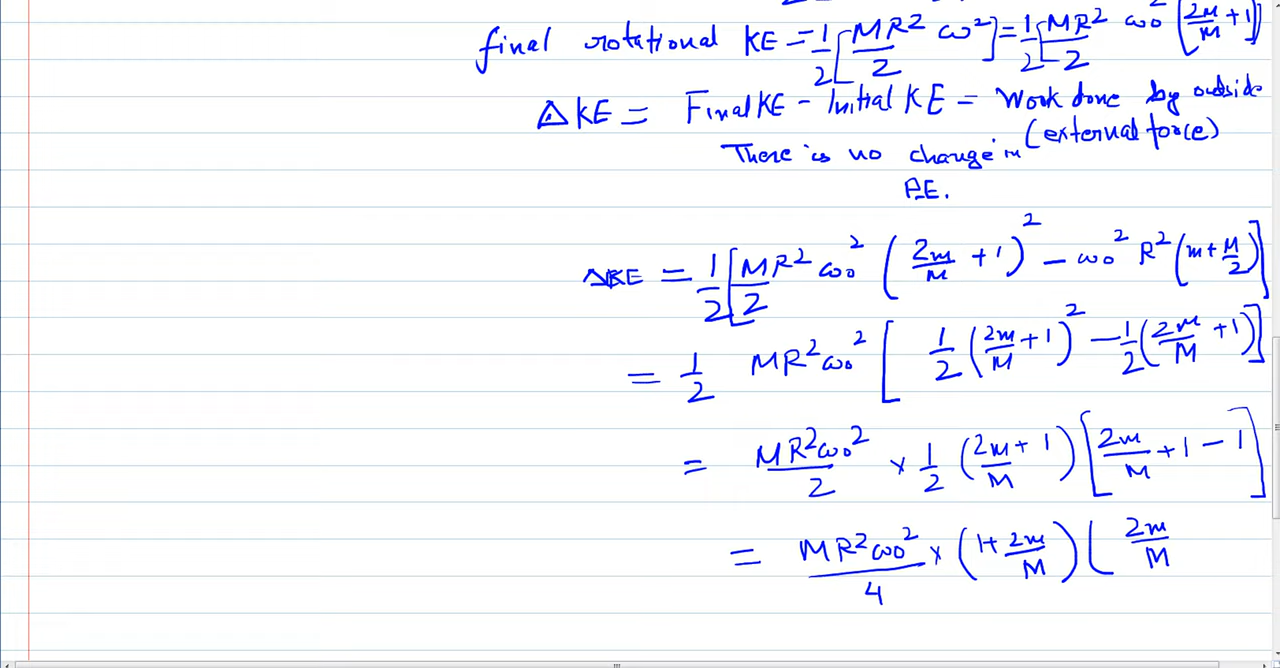 final rotational KE = 1/2 [MR²/2 ω²] = 1/2 [MR²/2 ω₀² [2m/M + 1]
ΔKE = Final KE - Initial KE = Work done by outside
(external force)
There is no change in
P.E.
ΔKE = 1/2 [MR²/2 ω₀² (2m/M + 1)² - ω₀² R² (m + M/2)]
= 1/2 MR²ω₀² [1/2 (2m/M + 1)² - 1/2 (2m/M + 1)]
= MR²ω₀²/2 × 1/2 (2m/M + 1) [2m/M + 1 - 1]
= MR²ω₀²/4 × (1 + 2m/M) (2m/M